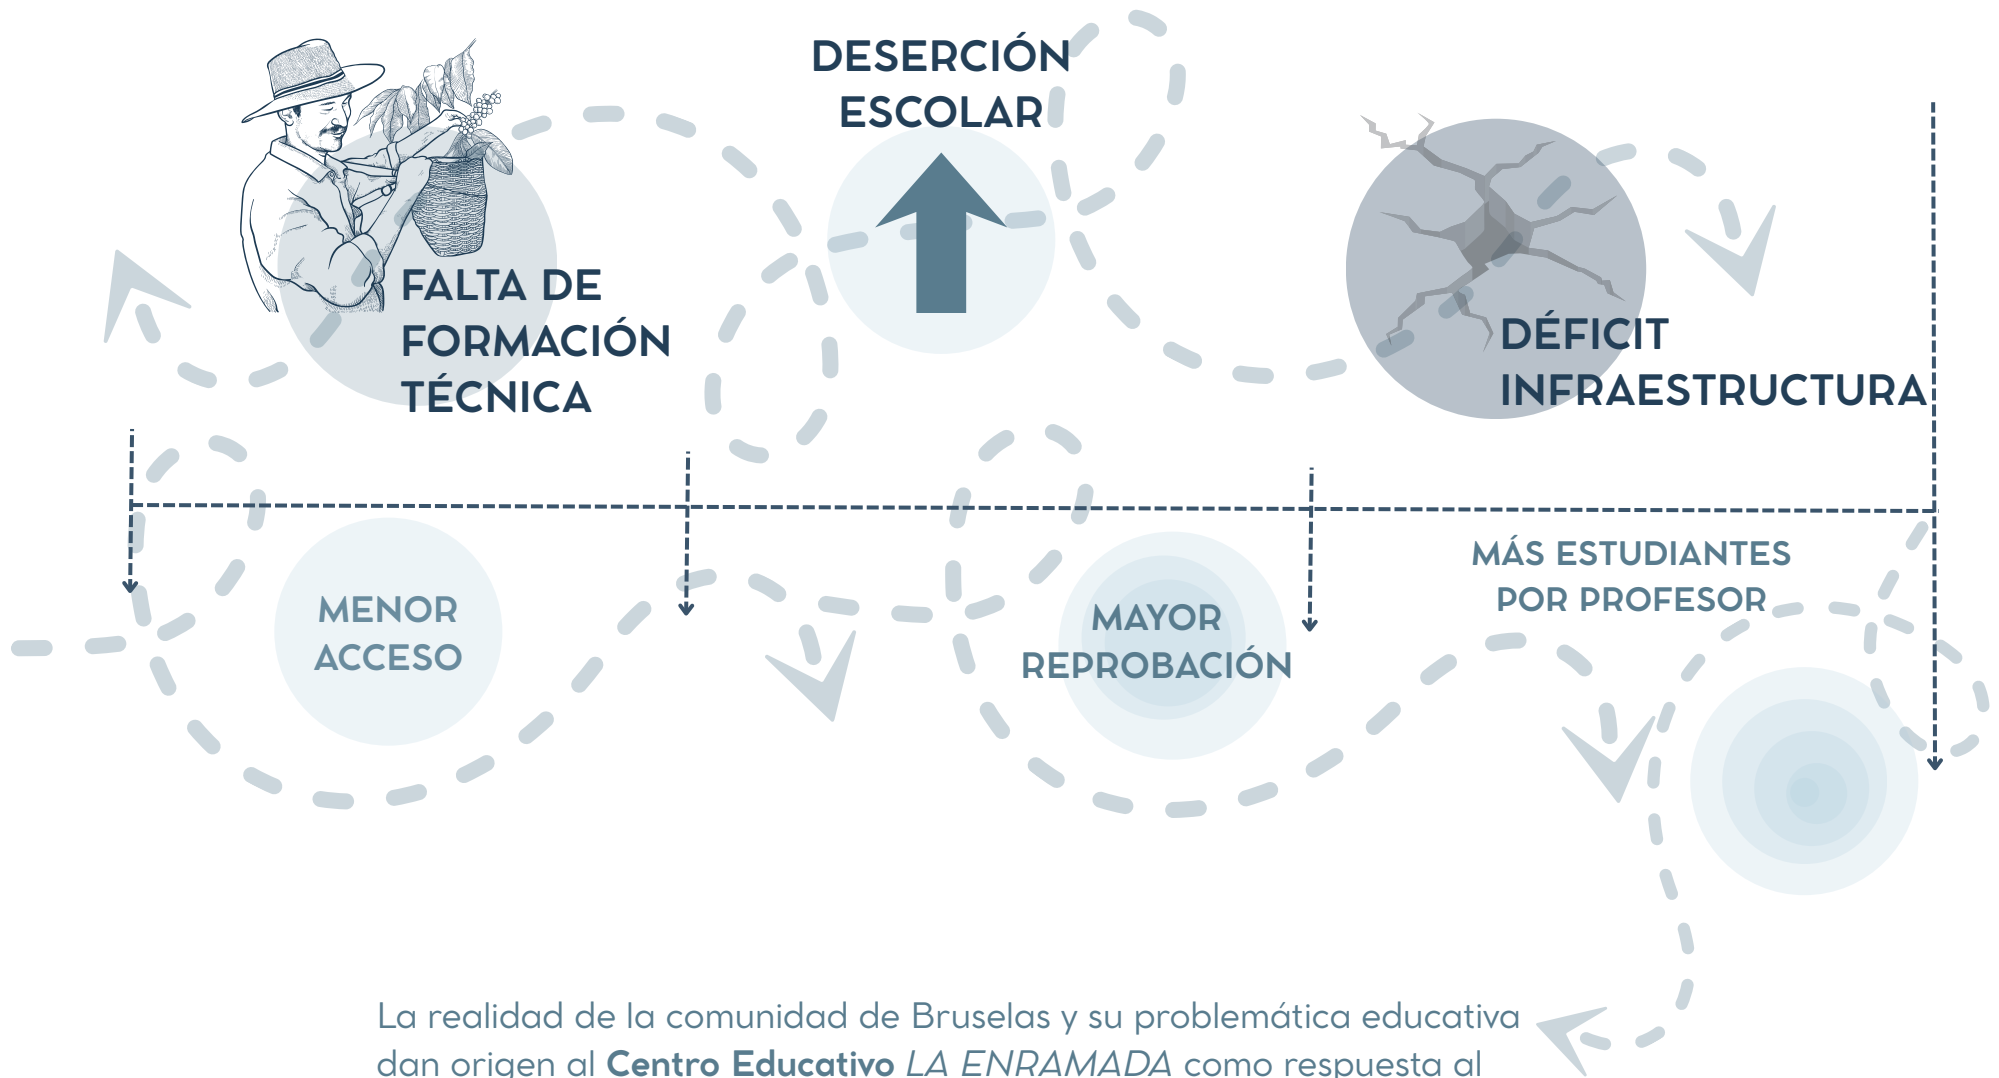 DESERCIÓN
ESCOLAR
FALTA DE
FORMACIÓN
TÉCNICA
DÉFICIT
INFRAESTRUCTURA
MENOR
ACCESO
MAYOR
REPROBACIÓN
MÁS ESTUDIANTES
POR PROFESOR
La realidad de la comunidad de Bruselas y su problemática educativa
dan origen al Centro Educativo LA ENRAMADA como respuesta al